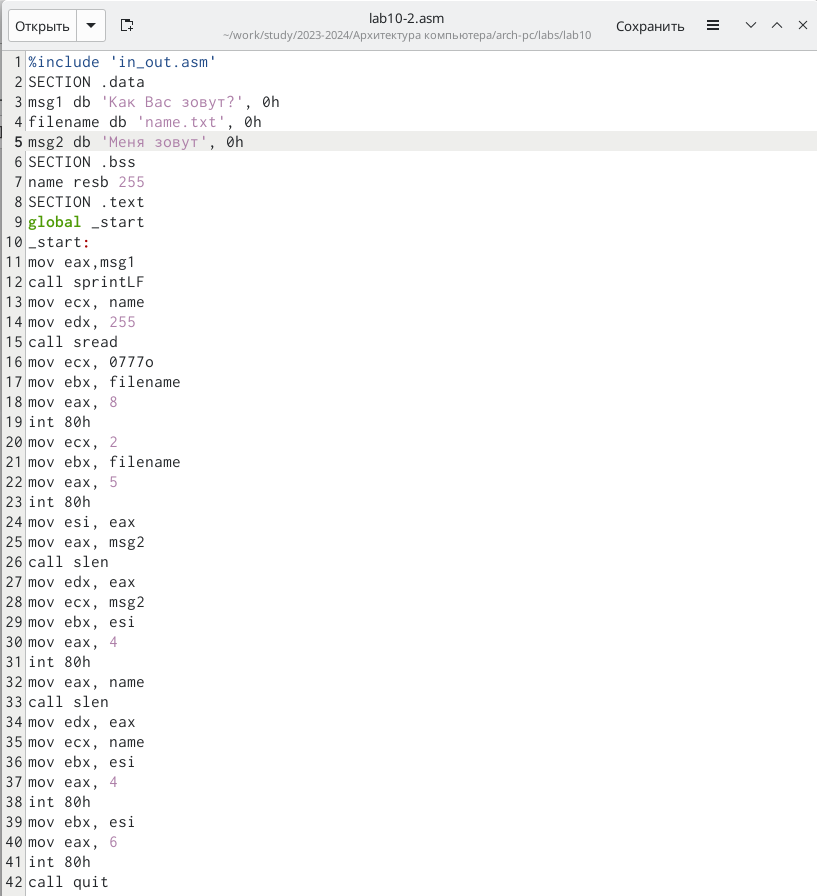 Открыть
lab10-2.asm
~/work/study/2023-2024/Архитектура компьютера/arch-pc/labs/lab10
Сохранить
1 %include 'in_out.asm'
2 SECTION .data
3 msg1 db 'Как Вас зовут?', 0h
4 filename db 'name.txt', 0h
5 msg2 db 'Меня зовут', 0h
6 SECTION .bss
7 name resb 255
8 SECTION .text
9 global _start
10 _start:
11 mov eax,msg1
12 call sprintLF
13 mov ecx, name
14 mov edx, 255
15 call sread
16 mov ecx, 0777o
17 mov ebx, filename
18 mov eax, 8
19 int 80h
20 mov ecx, 2
21 mov ebx, filename
22 mov eax, 5
23 int 80h
24 mov esi, eax
25 mov eax, msg2
26 call slen
27 mov edx, eax
28 mov ecx, msg2
29 mov ebx, esi
30 mov eax, 4
31 int 80h
32 mov eax, name
33 call slen
34 mov edx, eax
35 mov ecx, name
36 mov ebx, esi
37 mov eax, 4
38 int 80h
39 mov ebx, esi
40 mov eax, 6
41 int 80h
42 call quit